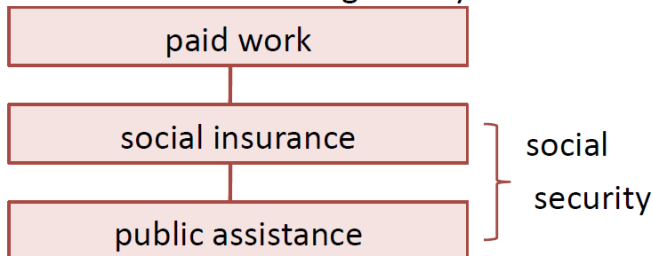 paid work
social insurance
social
security
public assistance